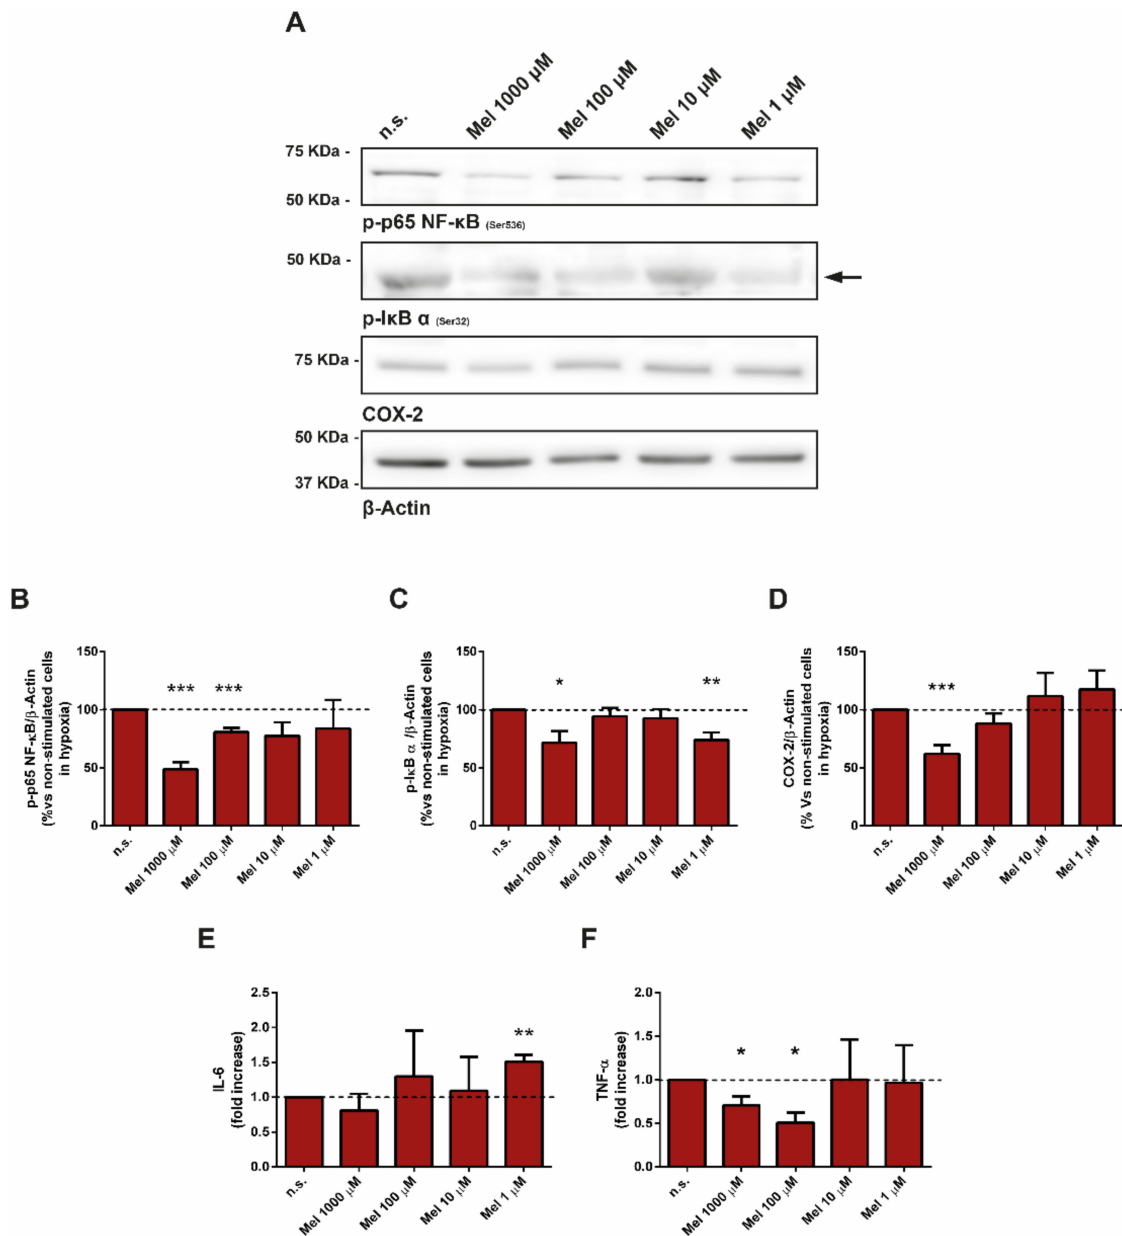 A
n.s. Mel 1000 μM Mel 100 μM Mel 10 μM Mel 1 μM
75 KDa -
50 KDa -
p-p65 NF-κB (Ser536)
50 KDa -
p-IκB α (Ser32)
75 KDa -
COX-2
50 KDa -
37 KDa -
β-Actin
B
p-p65 NF-κB/β-Actin
(%vs non-stimulated cells
in hypoxia)
150
100
50
0
*** ***
n.s. Mel 1000 μM Mel 100 μM Mel 10 μM Mel 1 μM
C
p-IκB α /β-Actin
(%vs non-stimulated cells
in hypoxia)
150
100
50
0
* **
n.s. Mel 1000 μM Mel 100 μM Mel 10 μM Mel 1 μM
D
COX-2/β-Actin
(% Vs non-stimulated cells
in hypoxia)
150
100
50
0
***
n.s. Mel 1000 μM Mel 100 μM Mel 10 μM Mel 1 μM
E
IL-6
(fold increase)
2.5
2.0
1.5
1.0
0.5
0.0
**
n.s. Mel 1000 μM Mel 100 μM Mel 10 μM Mel 1 μM
F
TNF-α
(fold increase)
2.0
1.5
1.0
0.5
0.0
* *
n.s. Mel 1000 μM Mel 100 μM Mel 10 μM Mel 1 μM